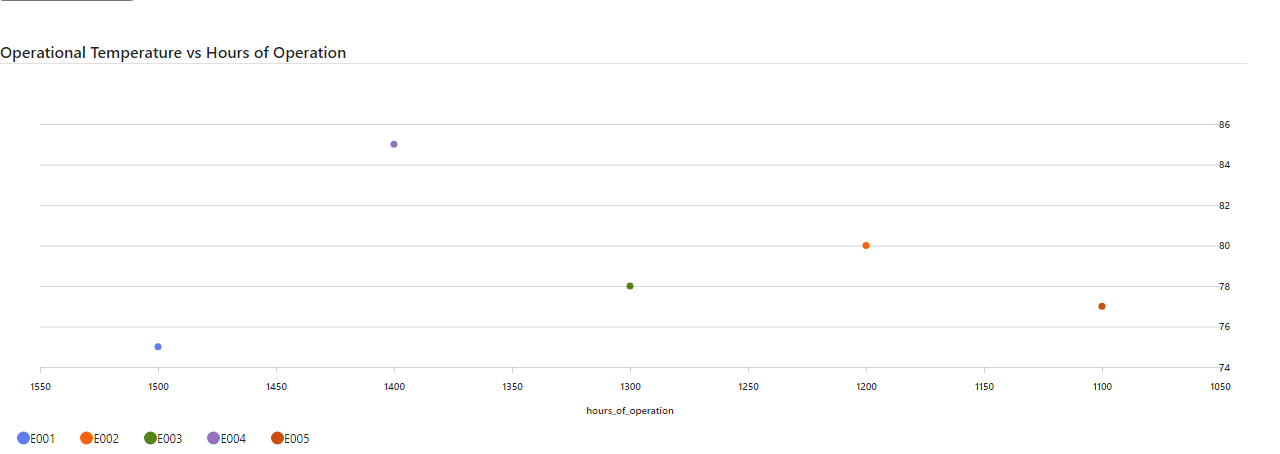 Operational Temperature vs Hours of Operation
86
84
82
80
78
76
74
1550 1500 1450 1400 1350 1300 1250 1200 1150 1100 1050
hours_of_operation
E001 E002 E003 E004 E005